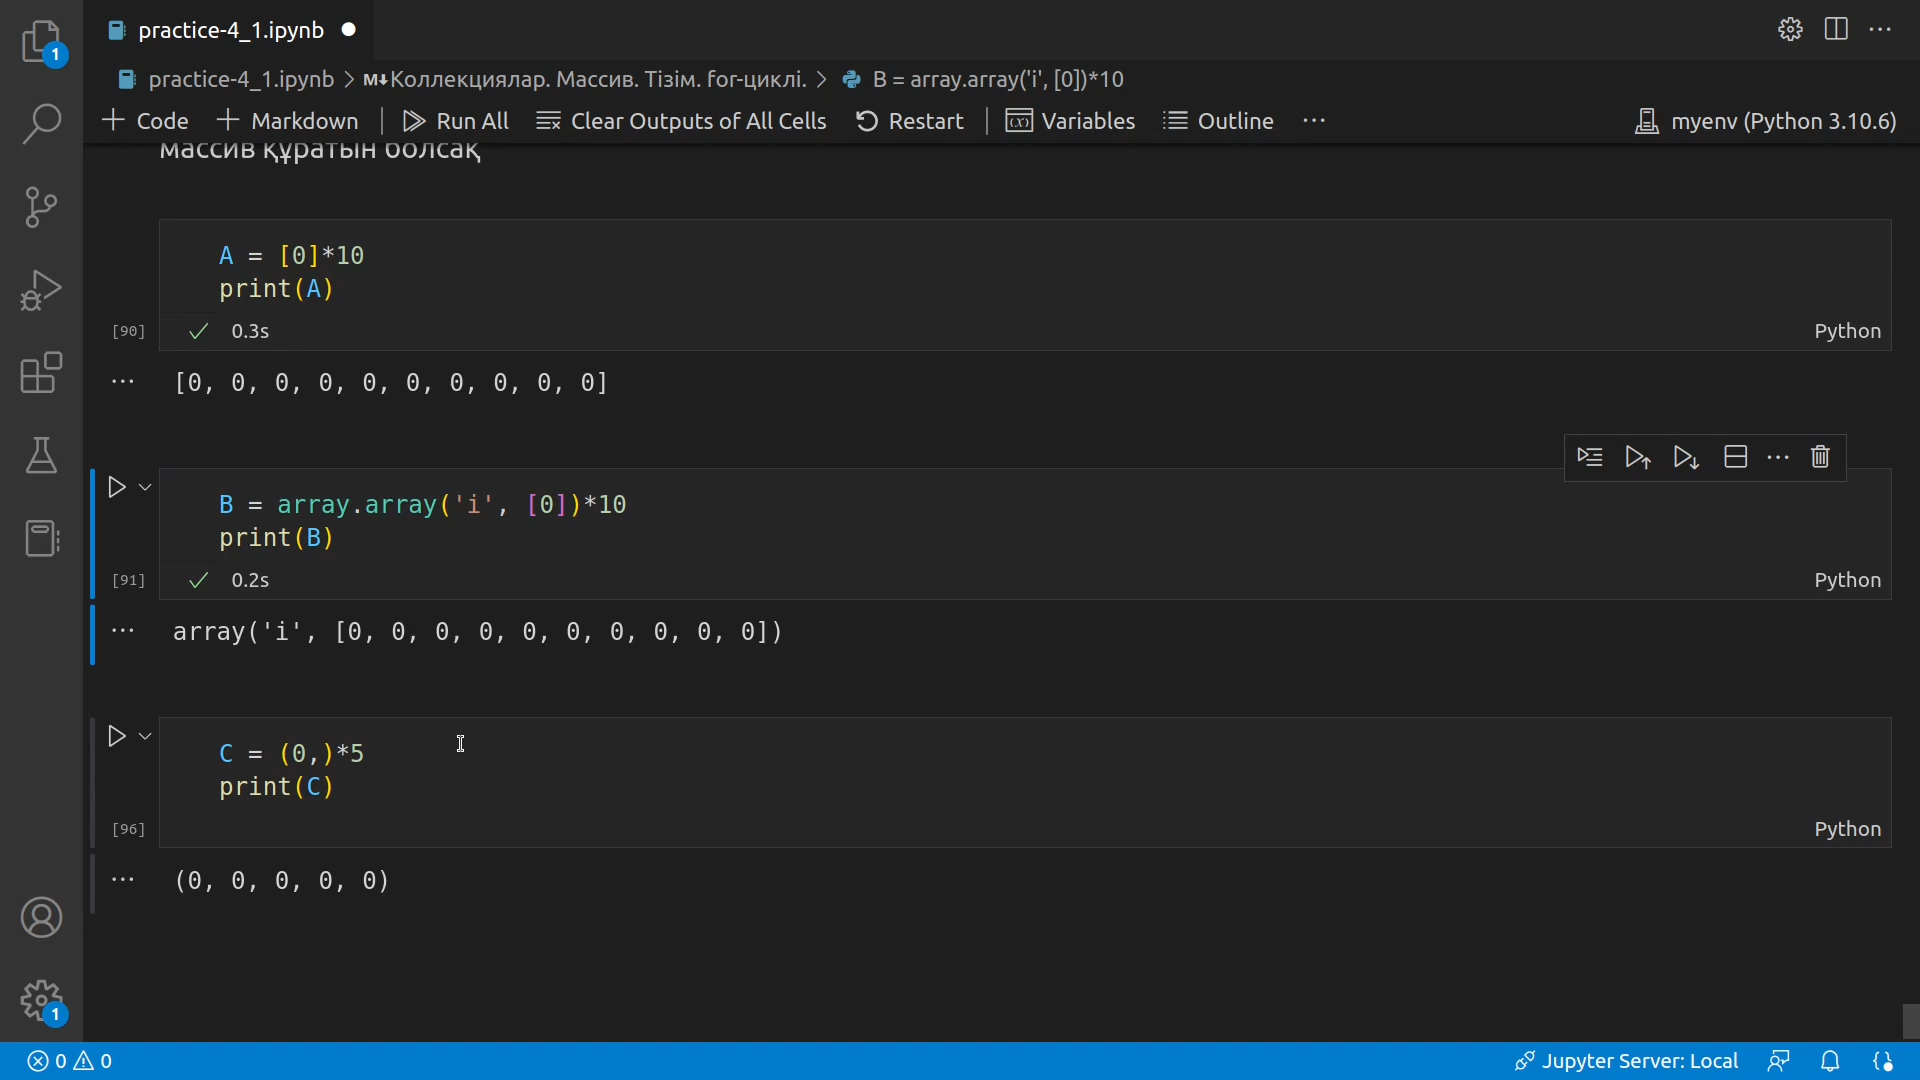 practice-4_1.ipynb
practice-4_1.ipynb > M↓Коллекциялар. Массив. Тізім. for-циклі. > B = array.array('i', [0])*10
Code Markdown Run All Clear Outputs of All Cells Restart Variables Outline ... myenv (Python 3.10.6)
массив құратын болсақ
A = [0]*10
print(A)
[90] 0.3s Python
[0, 0, 0, 0, 0, 0, 0, 0, 0, 0]
B = array.array('i', [0])*10
print(B)
[91] 0.2s Python
array('i', [0, 0, 0, 0, 0, 0, 0, 0, 0, 0])
C = (0,)*5
print(C)
[96] Python
(0, 0, 0, 0, 0)
1
1
0 0 Jupyter Server: Local